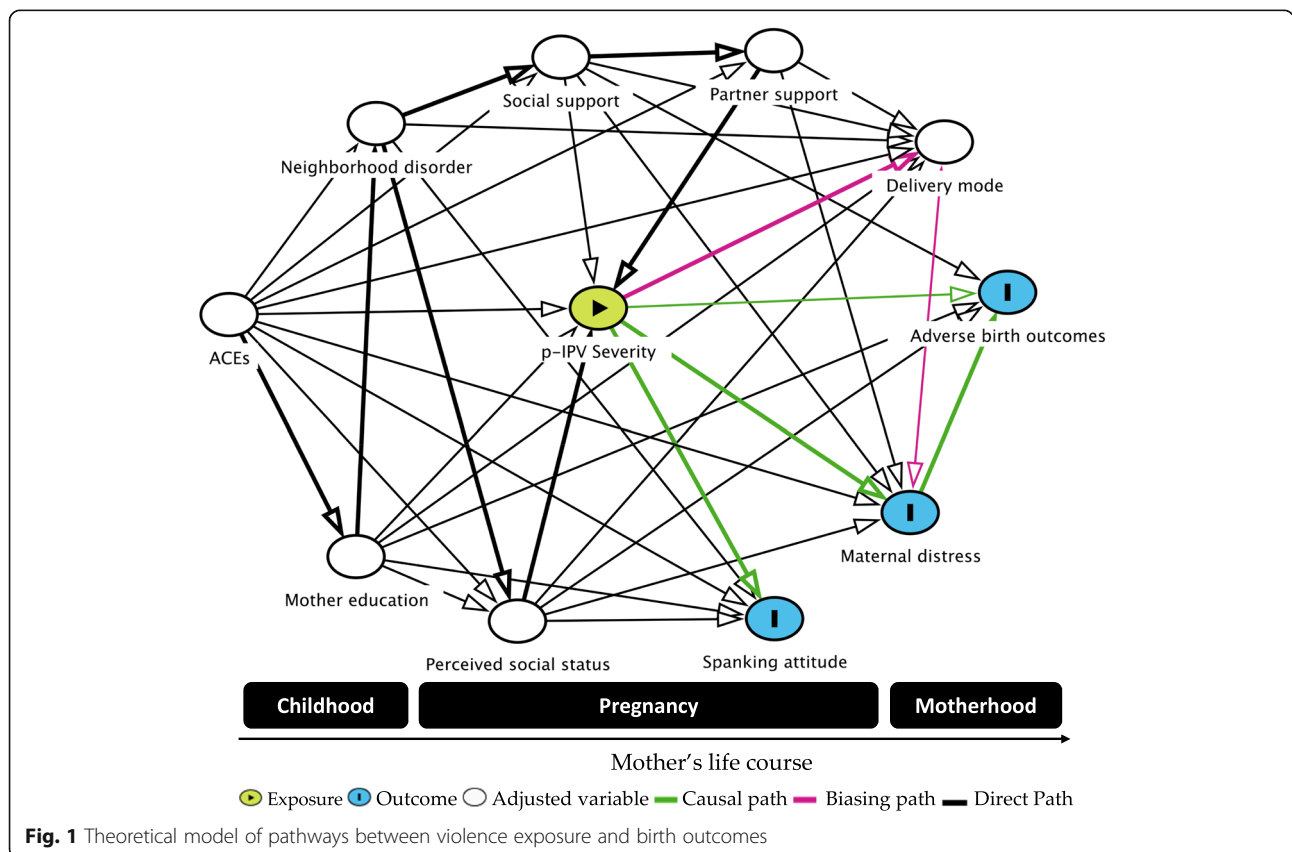 Partner support
Social support
Neighborhood disorder
Delivery mode
Adverse birth outcomes
p-IPV Severity
ACEs
Maternal distress
Mother education
Perceived social status
Spanking attitude
Childhood
Pregnancy
Motherhood
Mother's life course
Exposure Outcome Adjusted variable Causal path Biasing path Direct Path
Fig. 1 Theoretical model of pathways between violence exposure and birth outcomes